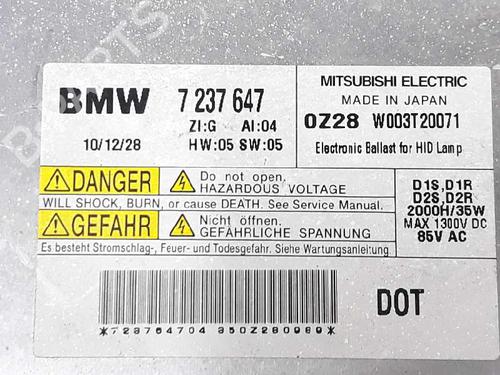 BMW 7 237 647
ZI:G AI:04
10/12/28 HW:05 SW:05
MITSUBISHI ELECTRIC
MADE IN JAPAN
0Z28 W003T20071
Electronic Ballast for HID Lamp
DANGER Do not open.
HAZARDOUS VOLTAGE
WILL SHOCK, BURN, or cause DEATH. See Service Manual.
GEFAHR Nicht öffnen.
GEFÄHRLICHE SPANNUNG
Es besteht Stromschlag-, Feuer- und Todesgefahr. Siehe Wartungsanleitung
D1S,D1R
D2S,D2R
2000H/35W
MAX 1300V DC
85V AC
*723764704 350Z280989*
DOT